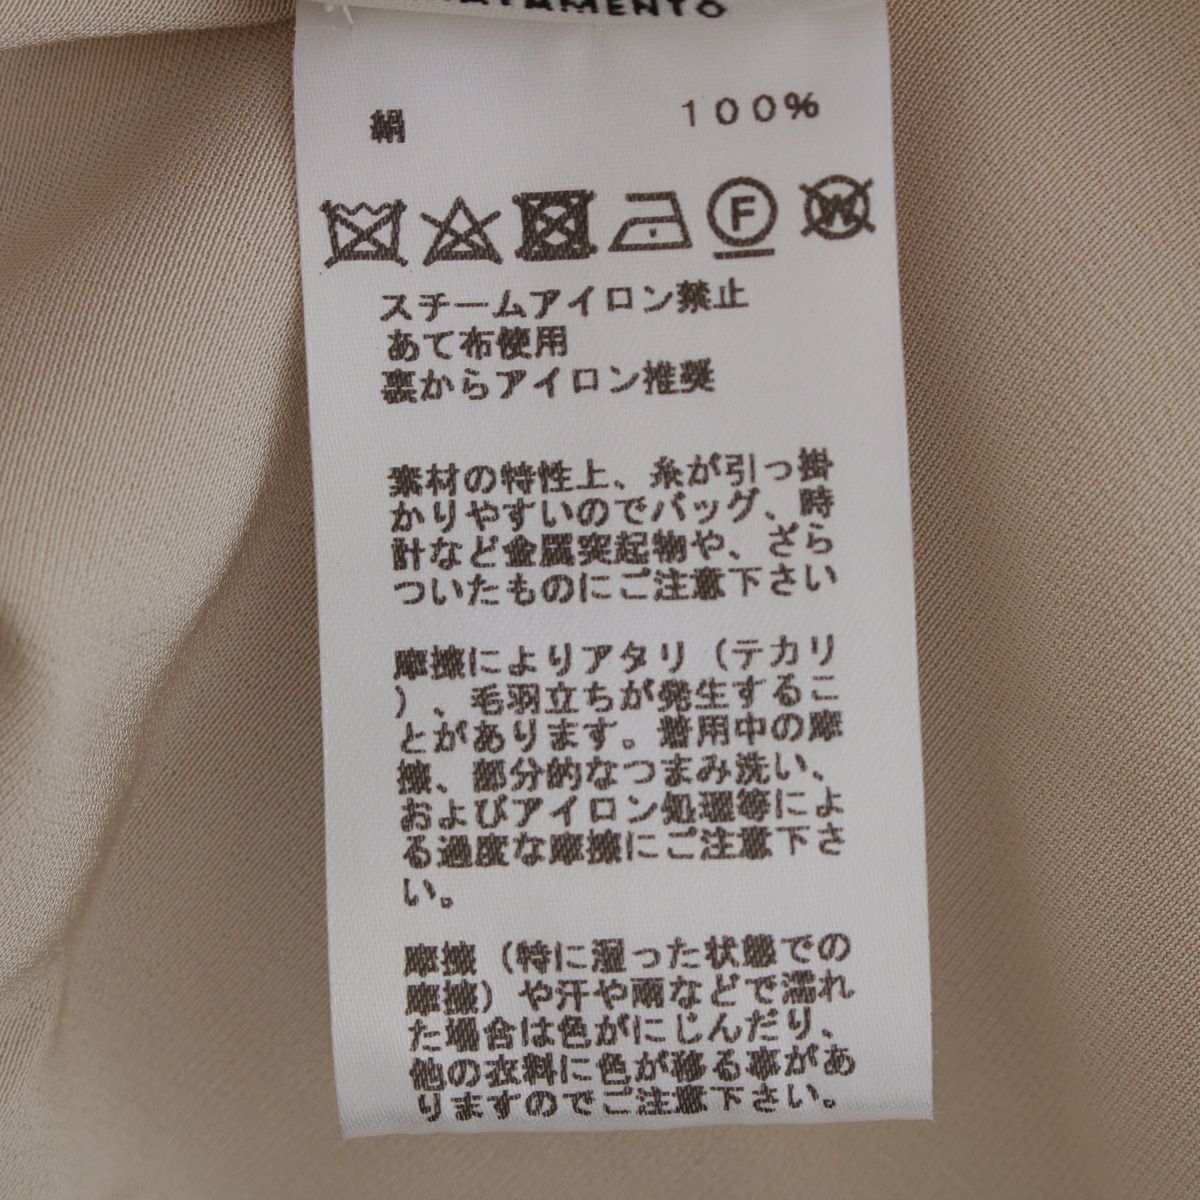 絹 100%
F W
スチームアイロン禁止
あて布使用
裏からアイロン推奨
素材の特性上、糸が引っ掛
かりやすいのでバッグ、時
計など金属突起物や、ざら
ついたものにご注意下さい
摩擦によりアタリ（テカリ
）、毛羽立ちが発生するこ
とがあります。着用中の摩
擦、部分的なつまみ洗い、
およびアイロン処理等によ
る過度な摩擦にご注意下さ
い。
摩擦（特に湿った状態での
摩擦）や汗や雨などで濡れ
た場合は色がにじんだり、
他の衣料に色が移る事があ
りますのでご注意下さい。